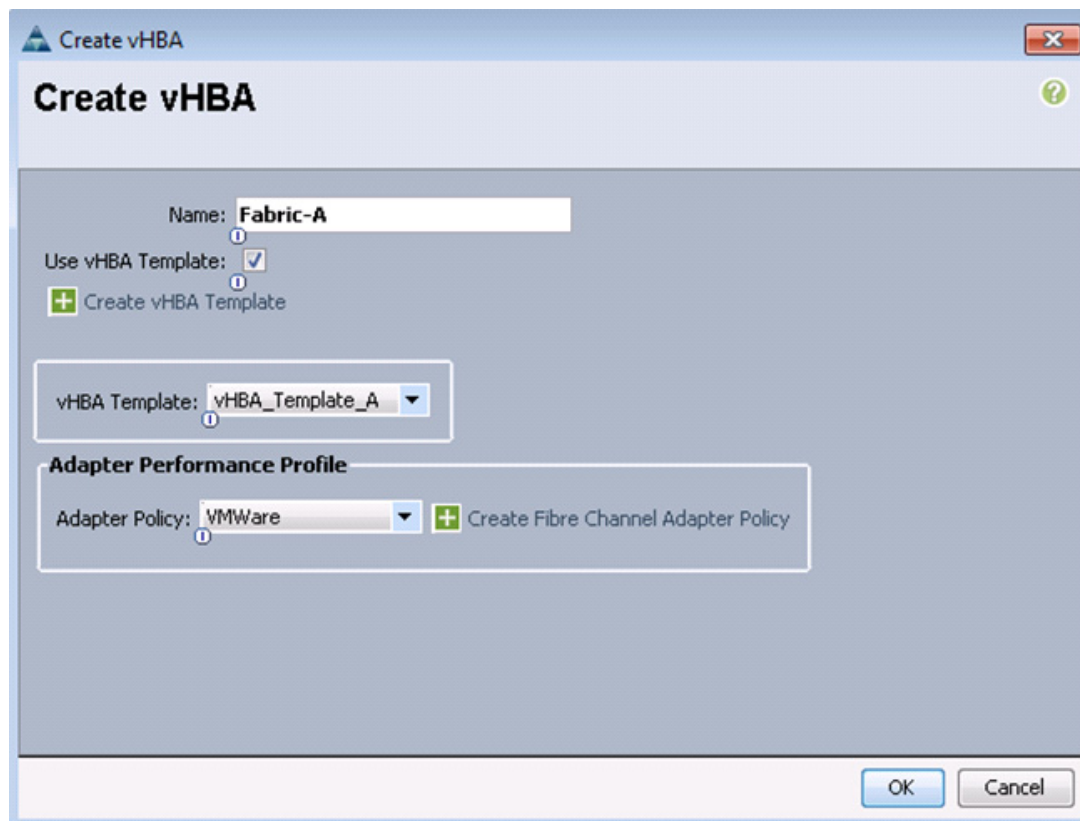 Create vHBA
Create vHBA
Name: Fabric-A
Use vHBA Template:
Create vHBA Template
vHBA Template: vHBA_Template_A
Adapter Performance Profile
Adapter Policy: VMWare Create Fibre Channel Adapter Policy
OK Cancel